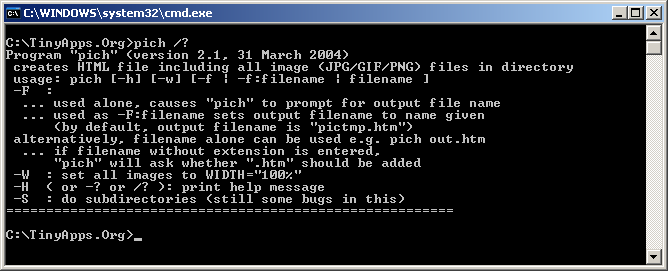 C:\WINDOWS\system32\cmd.exe
C:\TinyApps.Org>pich /?
Program "pich" (version 2.1, 31 March 2004)
 creates HTML file including all image (JPG/GIF/PNG) files in directory
 usage: pich [-h] [-w] [-f ¦ -f:filename ¦ filename ]
 -F  :
  ... used alone, causes "pich" to prompt for output file name
  ... used as -F:filename sets output filename to name given
      (by default, output filename is "pictmp.htm")
 alternatively, filename alone can be used e.g. pich out.htm
  ... if filename without extension is entered,
      "pich" will ask whether ".htm" should be added
 -W  : set all images to WIDTH="100%"
 -H  ( or -? or /? ): print help message
 -S  : do subdirectories (still some bugs in this)
========================================================
C:\TinyApps.Org>_